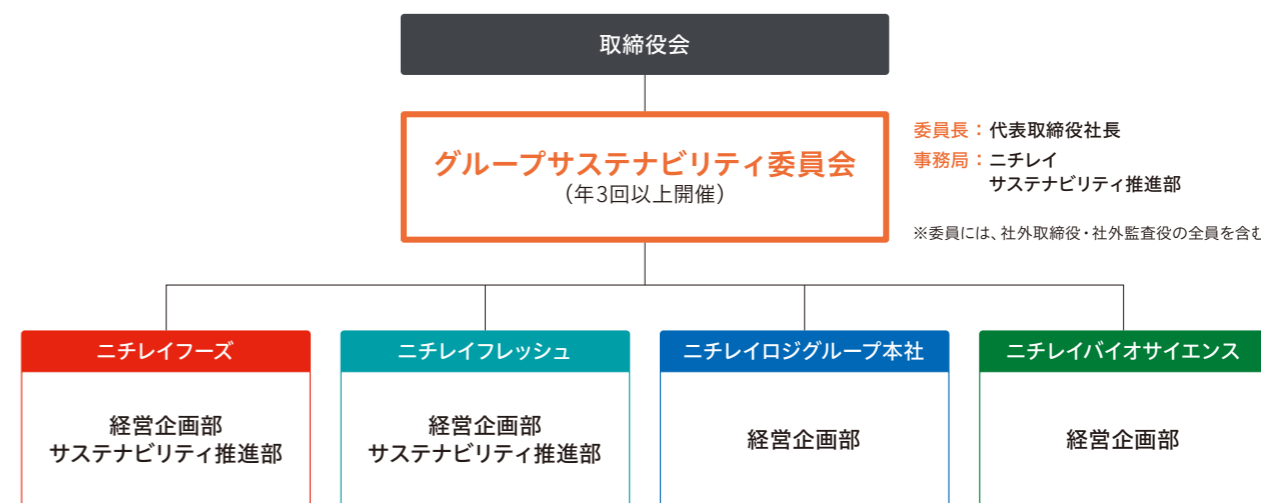 取締役会
グループサステナビリティ委員会
（年3回以上開催）
委員長：代表取締役社長
事務局：ニチレイ
サステナビリティ推進部
※委員には、社外取締役・社外監査役の全員を含む
ニチレイフーズ
経営企画部
サステナビリティ推進部
ニチレイフレッシュ
経営企画部
サステナビリティ推進部
ニチレイロジグループ本社
経営企画部
ニチレイバイオサイエンス
経営企画部